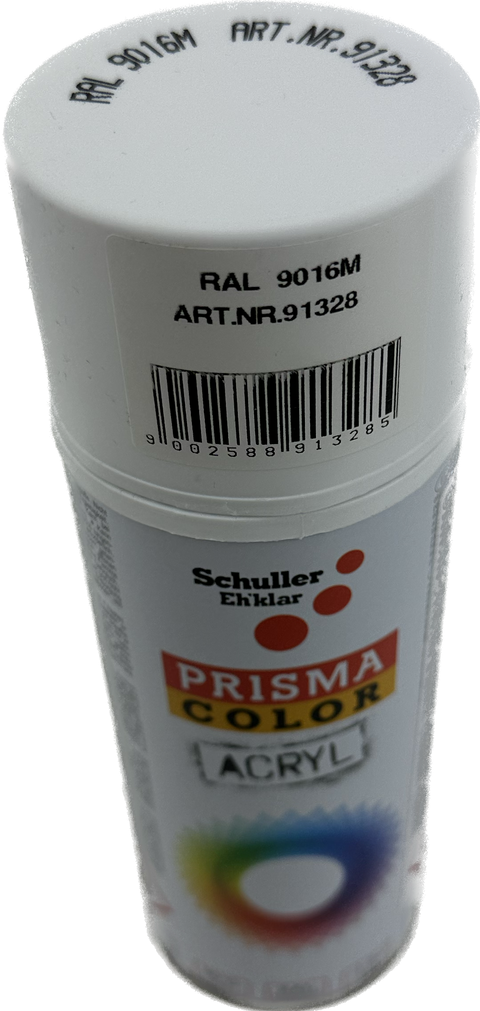 RAL 9016M ART.NR.91328
RAL 9016M
ART.NR.91328
9 002588 913285
Schuller
Eh'klar
PRISMA
COLOR
ACRYL